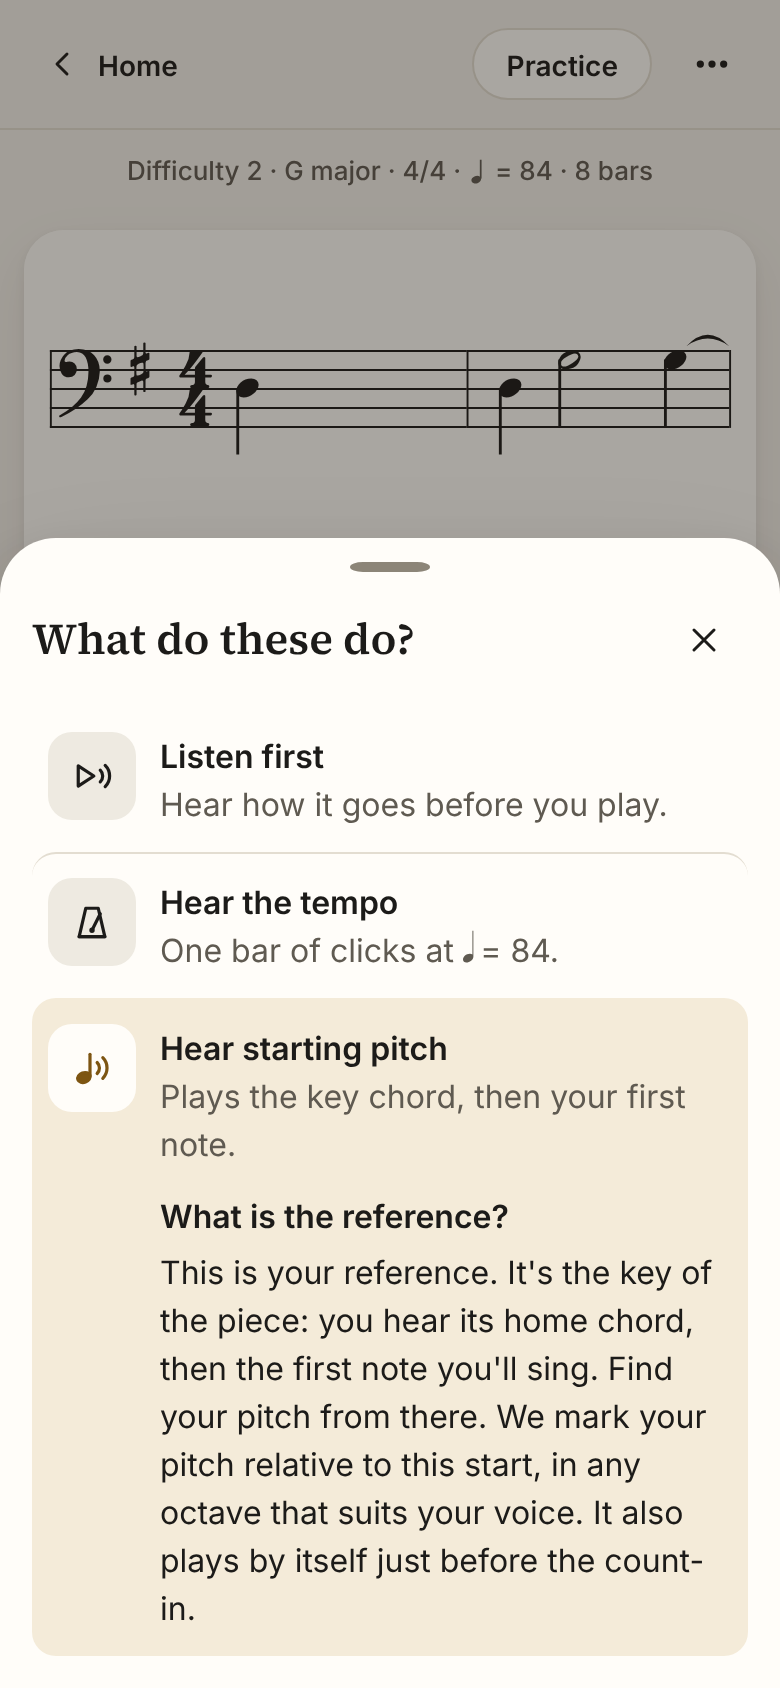 Home
Practice
Difficulty 2 · G major · 4/4 · ♩ = 84 · 8 bars
4
4
What do these do?
Listen first
Hear how it goes before you play.
Hear the tempo
One bar of clicks at ♩ = 84.
Hear starting pitch
Plays the key chord, then your first
note.
What is the reference?
This is your reference. It's the key of
the piece: you hear its home chord,
then the first note you'll sing. Find
your pitch from there. We mark your
pitch relative to this start, in any
octave that suits your voice. It also
plays by itself just before the count-
in.